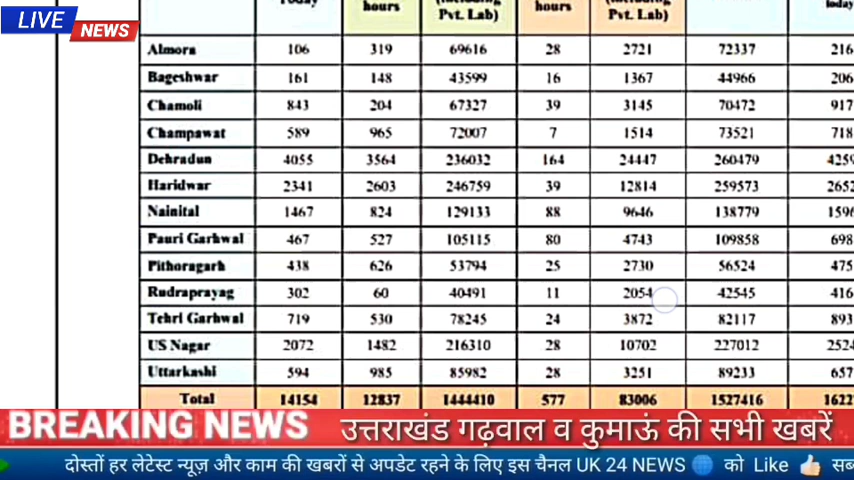 LIVE
NEWS
Today hours (Including hours (Including today
Pvt. Lab) Pvt. Lab)
Almora 106 319 69616 28 2721 72337 216
Bageshwar 161 148 43599 16 1367 44966 206
Chamoli 843 204 67327 39 3145 70472 917
Champawat 589 965 72007 7 1514 73521 718
Dehradun 4055 3564 236032 164 24447 260479 4259
Haridwar 2341 2603 246759 39 12814 259573 2652
Nainital 1467 824 129133 88 9646 138779 1596
Pauri Garhwal 467 527 105115 80 4743 109858 698
Pithoragarh 438 626 53794 25 2730 56524 475
Rudraprayag 302 60 40491 11 2054 42545 416
Tehri Garhwal 719 530 78245 24 3872 82117 893
US Nagar 2072 1482 216310 28 10702 227012 2524
Uttarkashi 594 985 85982 28 3251 89233 657
Total 14154 12837 1444410 577 83006 1527416 1622
BREAKING NEWS उत्तराखंड गढ़वाल व कुमाऊं की सभी खबरें
दोस्तों हर लेटेस्ट न्यूज़ और काम की खबरों से अपडेट रहने के लिए इस चैनल UK 24 NEWS 🌐 को Like 👍 सब